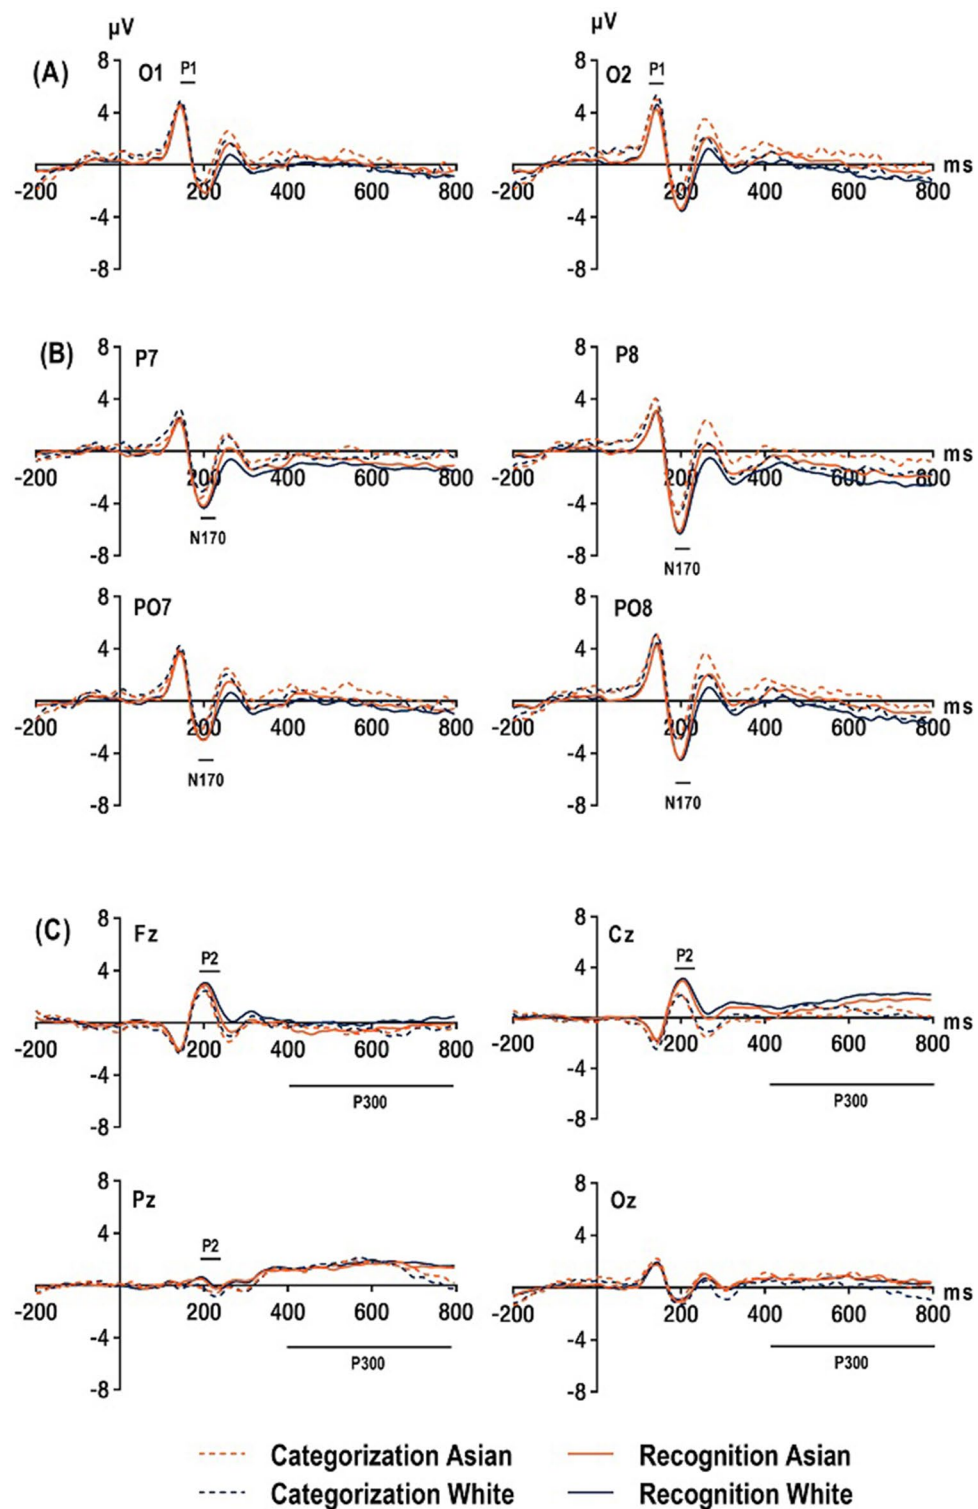 µV µV
(A) O1 P1 O2 P1
8 8
4 4
-200 200 400 600 800 -200 200 400 600 800 ms
-4 -4
-8 -8
(B) P7 P8
8 8
4 4
-200 200 400 600 800 -200 200 400 600 800 ms
-4 -4
N170 N170
-8 -8
PO7 PO8
8 8
4 4
-200 200 400 600 800 -200 200 400 600 800 ms
-4 -4
N170 N170
-8 -8
(C) Fz Cz
8 8
P2 P2
4 4
-200 200 400 600 800 -200 200 400 600 800 ms
-4 -4
P300 P300
-8 -8
Pz Oz
8 8
P2
4 4
-200 200 400 600 800 -200 200 400 600 800 ms
-4 -4
P300 P300
-8 -8
Categorization Asian Recognition Asian
Categorization White Recognition White